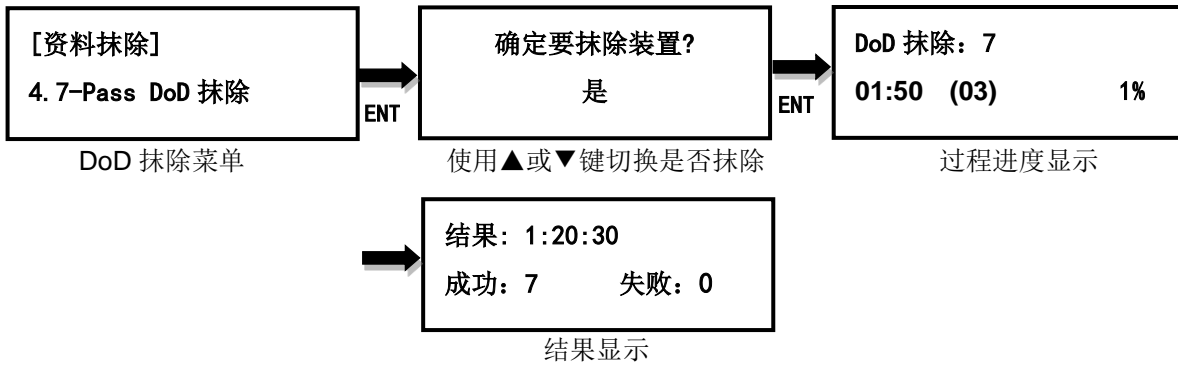 [资料抹除]
4. 7-Pass DoD 抹除
ENT
DoD 抹除菜单
确定要抹除装置?
是
ENT
使用▲或▼键切换是否抹除
DoD 抹除: 7
01:50 (03) 1%
过程进度显示
结果: 1:20:30
成功: 7 失败: 0
结果显示